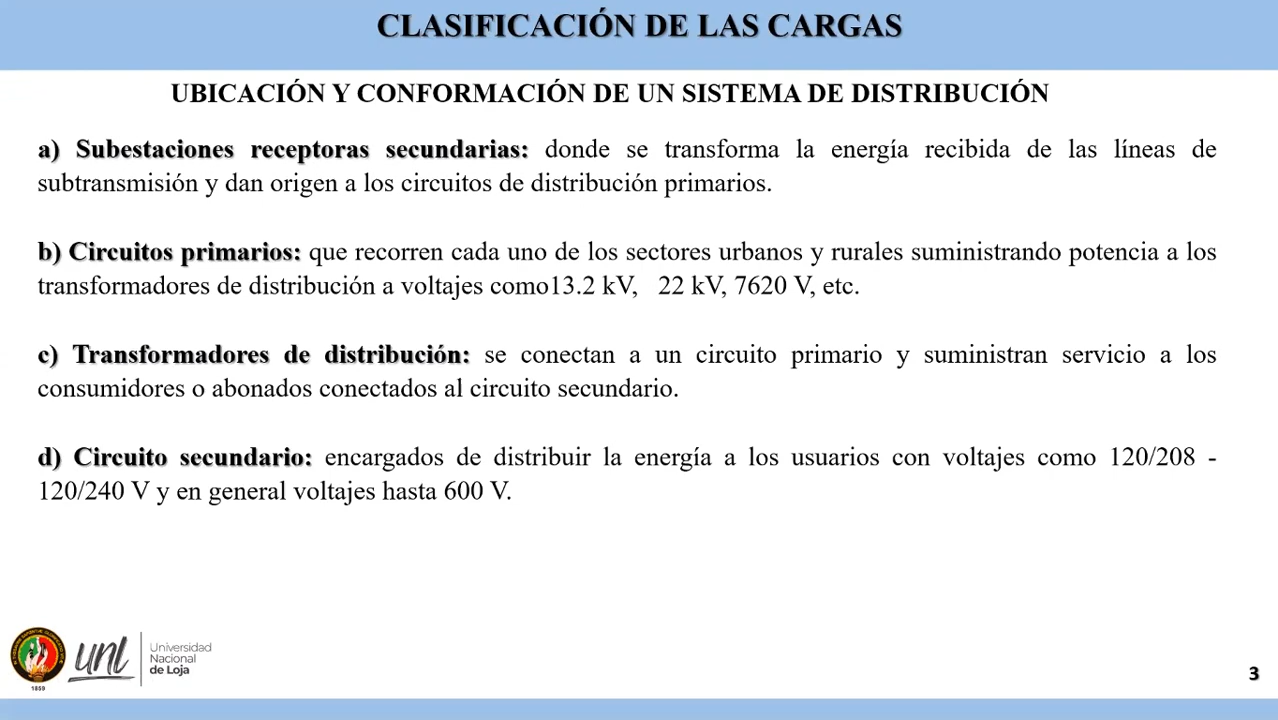 CLASIFICACIÓN DE LAS CARGAS
UBICACIÓN Y CONFORMACIÓN DE UN SISTEMA DE DISTRIBUCIÓN
a) Subestaciones receptoras secundarias: donde se transforma la energía recibida de las líneas de
subtransmisión y dan origen a los circuitos de distribución primarios.
b) Circuitos primarios: que recorren cada uno de los sectores urbanos y rurales suministrando potencia a los
transformadores de distribución a voltajes como13.2 kV, 22 kV, 7620 V, etc.
c) Transformadores de distribución: se conectan a un circuito primario y suministran servicio a los
consumidores o abonados conectados al circuito secundario.
d) Circuito secundario: encargados de distribuir la energía a los usuarios con voltajes como 120/208 -
120/240 V y en general voltajes hasta 600 V.
1859
unl
Universidad
Nacional
de Loja
3